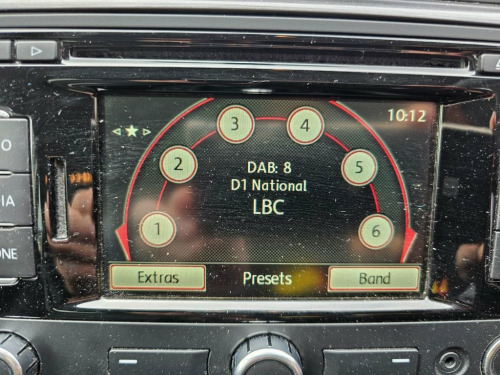 10:12
3 4
2 5
DAB: 8
D1 National
LBC
1 6
Extras Presets Band